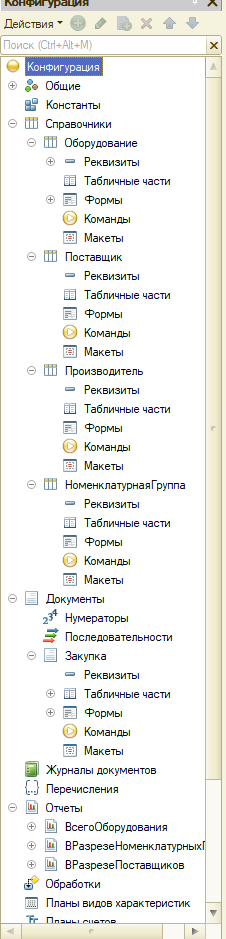 Конфигурация
Действия
Поиск (Ctrl+Alt+M)
Конфигурация
Общие
Константы
Справочники
Оборудование
Реквизиты
Табличные части
Формы
Команды
Макеты
Поставщик
Реквизиты
Табличные части
Формы
Команды
Макеты
Производитель
Реквизиты
Табличные части
Формы
Команды
Макеты
НоменклатурнаяГруппа
Реквизиты
Табличные части
Формы
Команды
Макеты
Документы
Нумераторы
Последовательности
Закупка
Реквизиты
Табличные части
Формы
Команды
Макеты
Журналы документов
Перечисления
Отчеты
ВсегоОборудования
ВРазрезеНоменклатурныхГ
ВРазрезеПоставщиков
Обработки
Планы видов характеристик
Планы счетов